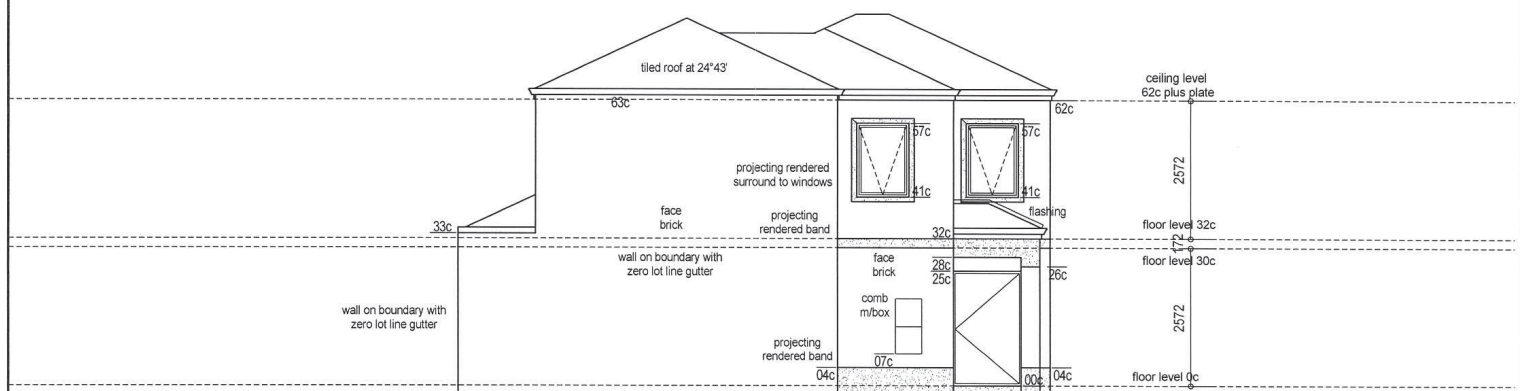 tiled roof at 24°43'
ceiling level
62c plus plate
63c
62c
57c
57c
projecting rendered
surround to windows
2572
41c
41c
face
brick
projecting
rendered band
flashing
33c
32c
floor level 32c
172
wall on boundary with
zero lot line gutter
face
brick
28c
floor level 30c
25c
26c
comb
m/box
wall on boundary with
zero lot line gutter
2572
projecting
rendered band
07c
04c
00c
04c
floor level 0c